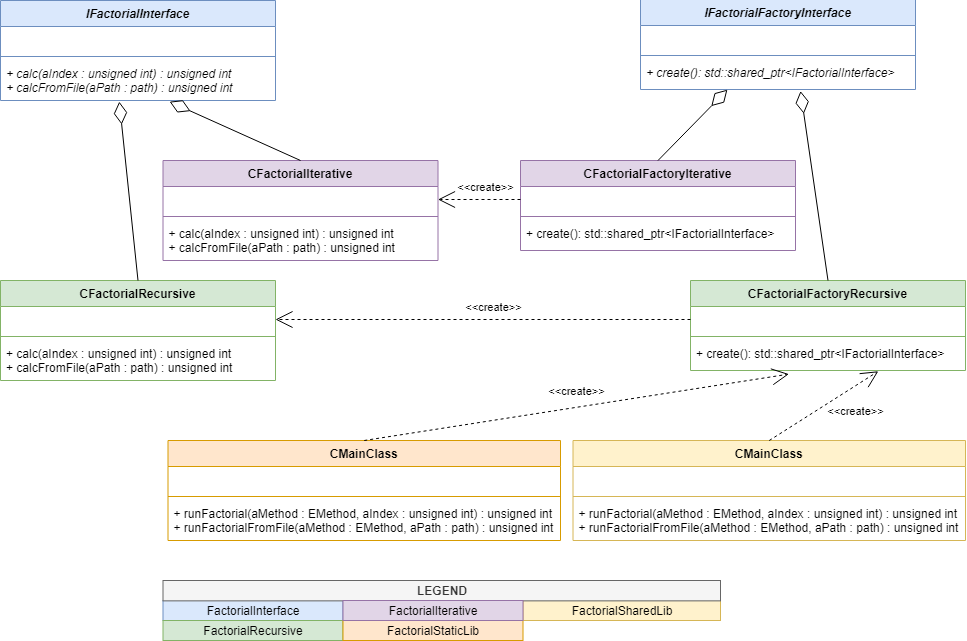 IFactorialInterface
+ calc(aIndex : unsigned int) : unsigned int
+ calcFromFile(aPath : path) : unsigned int
IFactorialFactoryInterface
+ create(): std::shared_ptr<IFactorialInterface>
CFactorialIterative
+ calc(aIndex : unsigned int) : unsigned int
+ calcFromFile(aPath : path) : unsigned int
<<create>>
CFactorialFactoryIterative
+ create(): std::shared_ptr<IFactorialInterface>
CFactorialRecursive
+ calc(aIndex : unsigned int) : unsigned int
+ calcFromFile(aPath : path) : unsigned int
<<create>>
CFactorialFactoryRecursive
+ create(): std::shared_ptr<IFactorialInterface>
<<create>>
<<create>>
CMainClass
+ runFactorial(aMethod : EMethod, aIndex : unsigned int) : unsigned int
+ runFactorialFromFile(aMethod : EMethod, aPath : path) : unsigned int
CMainClass
+ runFactorial(aMethod : EMethod, aIndex : unsigned int) : unsigned int
+ runFactorialFromFile(aMethod : EMethod, aPath : path) : unsigned int
LEGEND
FactorialInterface
FactorialIterative
FactorialSharedLib
FactorialRecursive
FactorialStaticLib